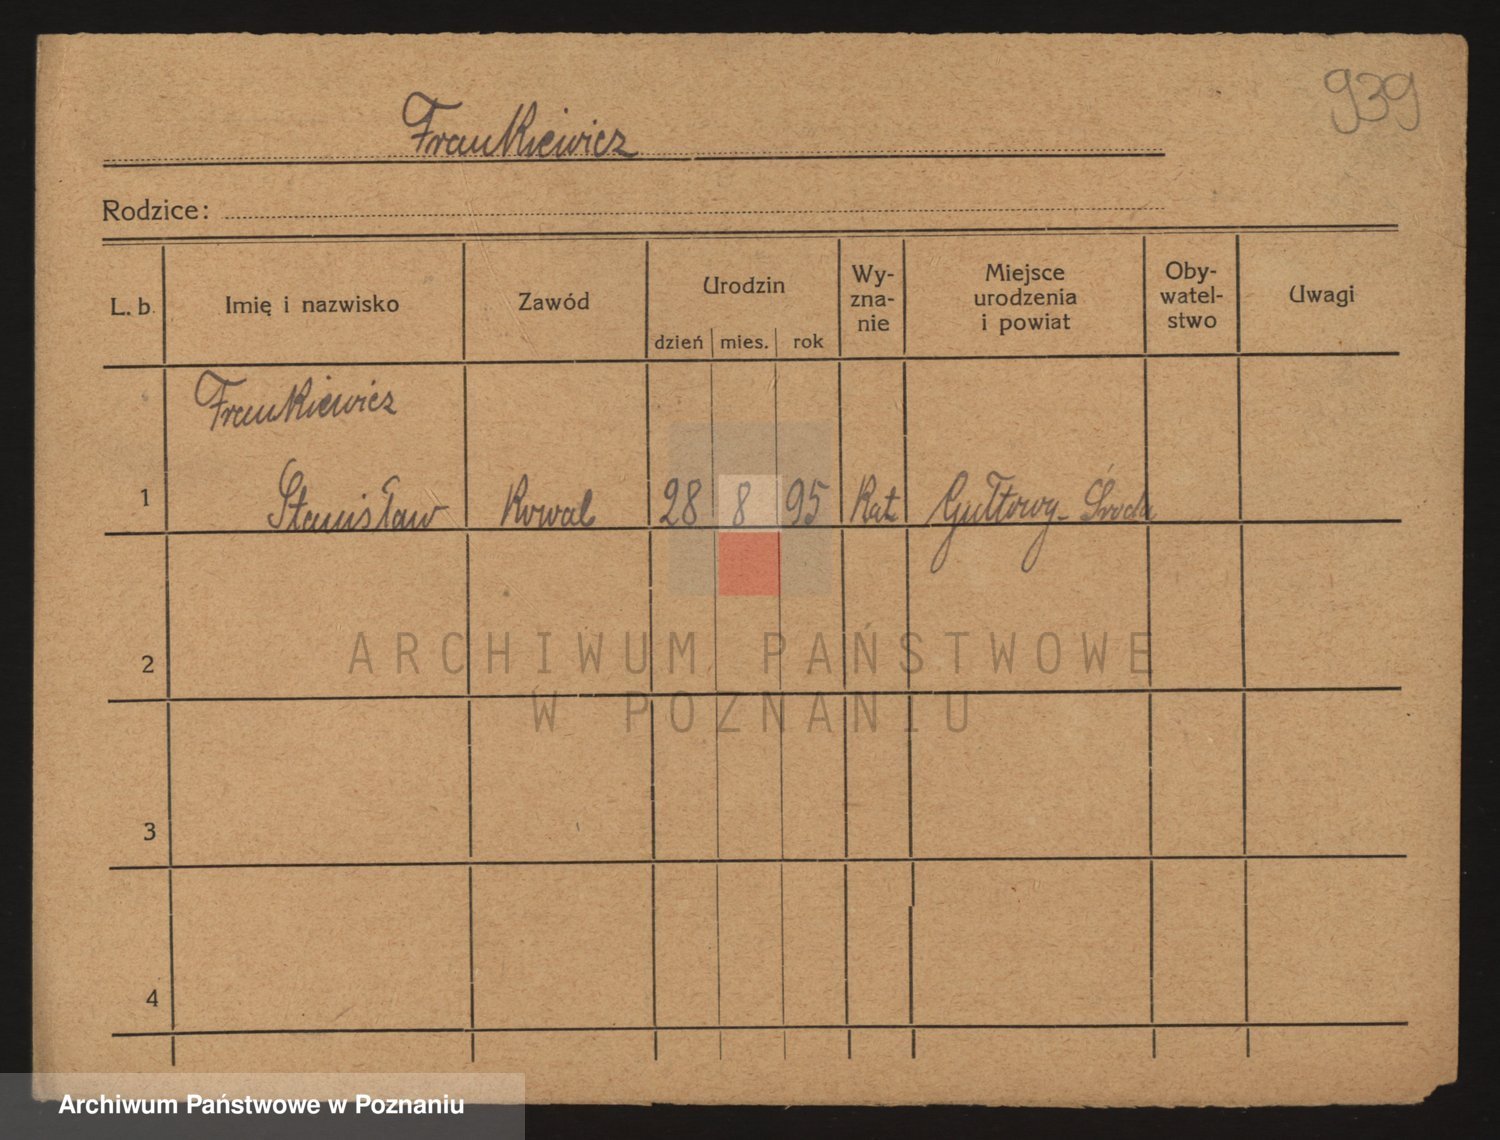 939
Frankiewicz
Rodzice:
L. b. Imię i nazwisko Zawód Urodzin dzień mies. rok Wy-zna-nie Miejsce urodzenia i powiat Oby-watel-stwo Uwagi
Frankiewicz
1 Stanisław Kowal 28 8 95 Kat Gułtowy - Środa
2
3
4
ARCHIWUM PAŃSTWOWE
W POZNANIU
Archiwum Państwowe w Poznaniu